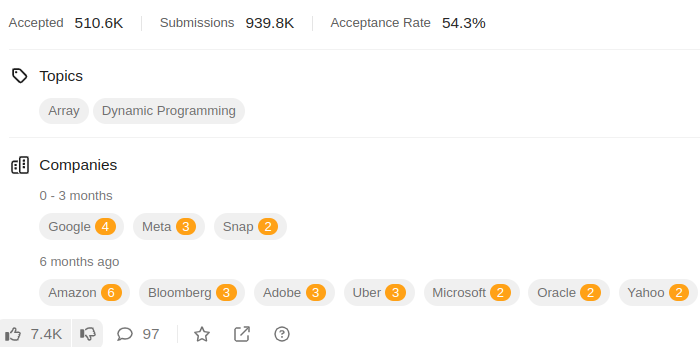 Accepted 510.6K Submissions 939.8K Acceptance Rate 54.3%
Topics
Array Dynamic Programming
Companies
0 - 3 months
Google 4 Meta 3 Snap 2
6 months ago
Amazon 6 Bloomberg 3 Adobe 3 Uber 3 Microsoft 2 Oracle 2 Yahoo 2
7.4K 97